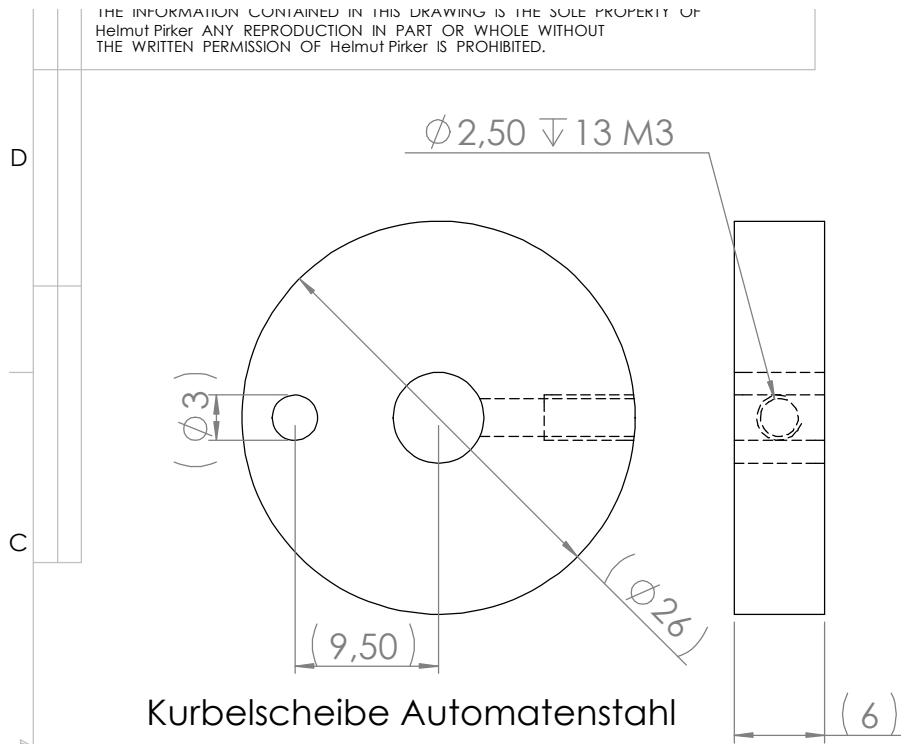 THE INFORMATION CONTAINED IN THIS DRAWING IS THE SOLE PROPERTY OF
Helmut Pirker ANY REPRODUCTION IN PART OR WHOLE WITHOUT
THE WRITTEN PERMISSION OF Helmut Pirker IS PROHIBITED.
D
⌀2,50 ↧13 M3
(⌀3)
C
(⌀26)
(9,50)
Kurbelscheibe Automatenstahl
(6)